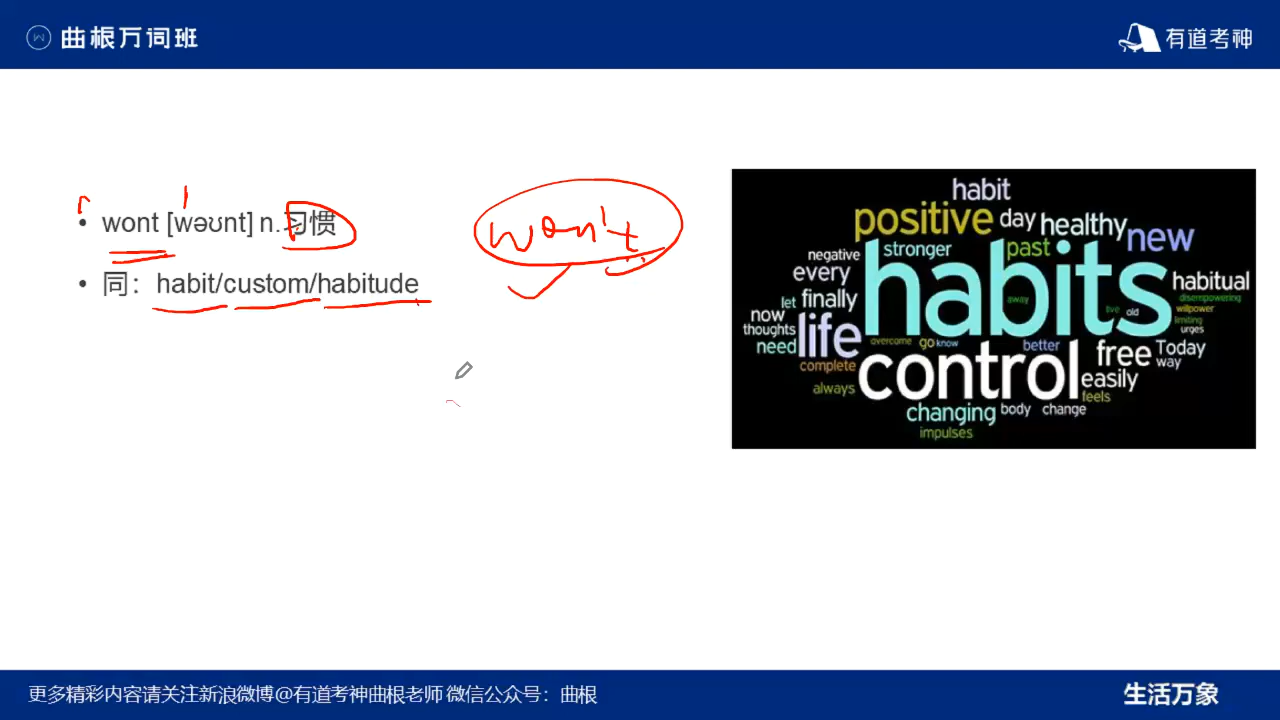 曲根万词班
有道考神
wont [wəʊnt] n.习惯
同：habit/custom/habitude
won't
habit
positive day healthy new
negative stronger past
every habits habitual
let finally away live old disempowering
now life willpower
thoughts limiting
need urges
overcome go know better free Today
complete control way
always easily
feels
changing body change
impulses
更多精彩内容请关注新浪微博@有道考神曲根老师 微信公众号：曲根
生活万象